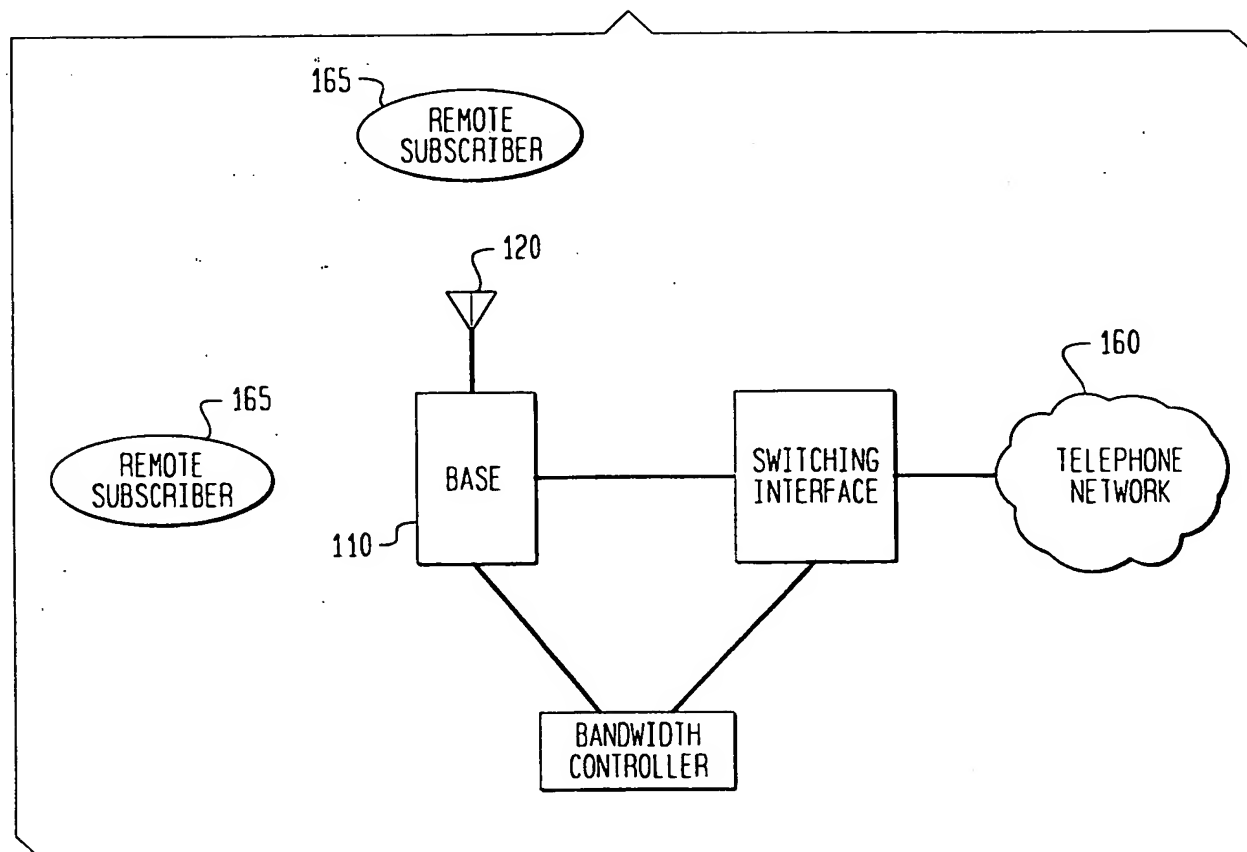 165
REMOTE
SUBSCRIBER
120
160
165
REMOTE
SUBSCRIBER
BASE
SWITCHING
INTERFACE
TELEPHONE
NETWORK
110
BANDWIDTH
CONTROLLER